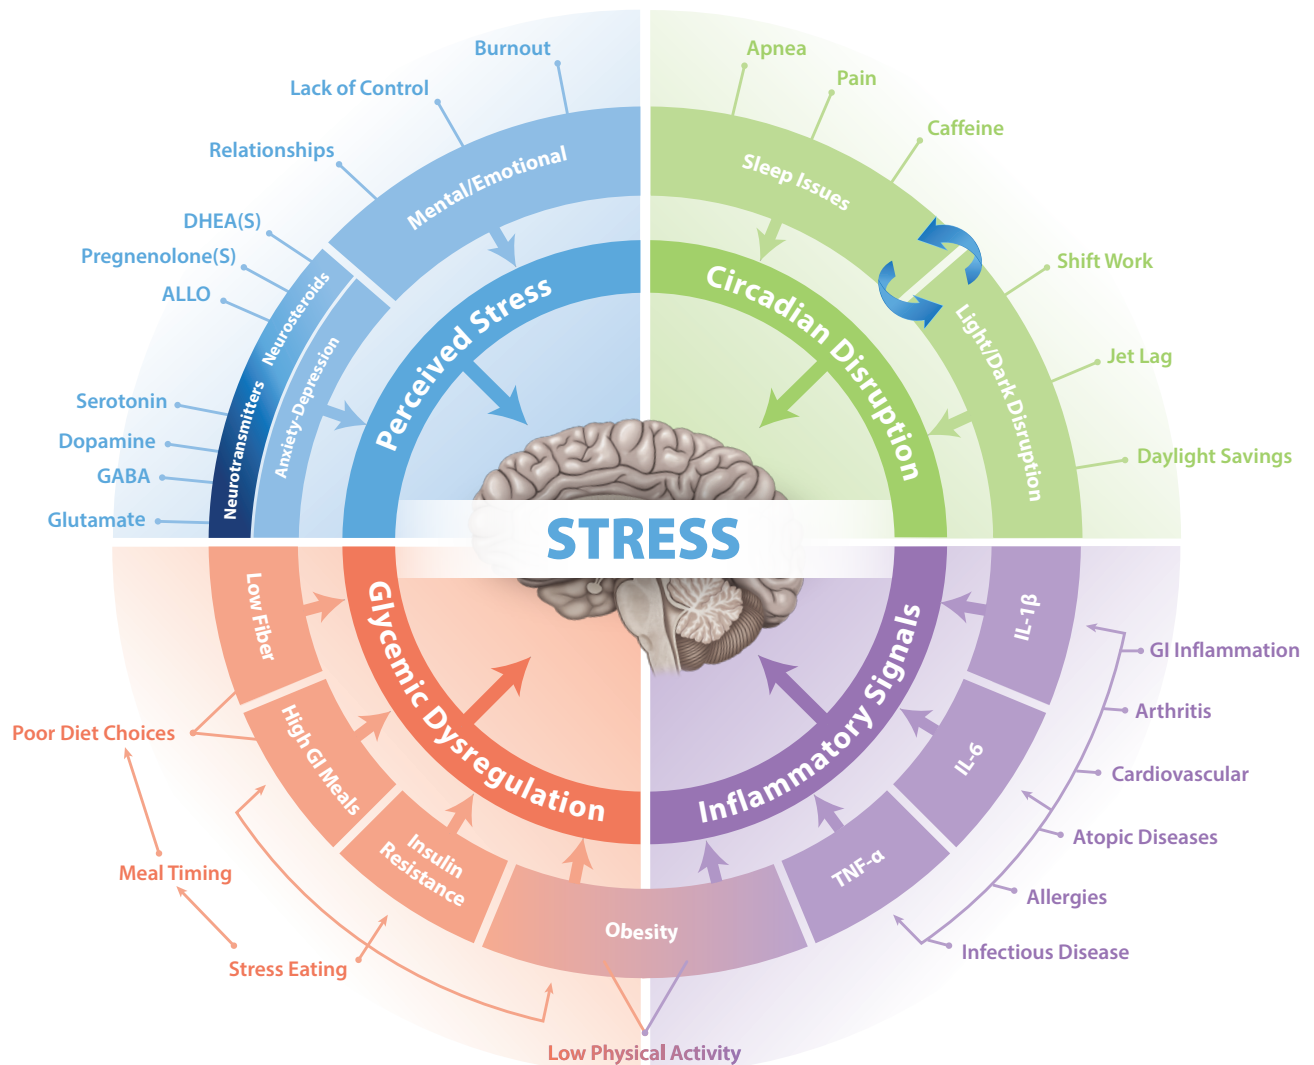 Burnout
Lack of Control
Relationships
DHEA(S)
Pregnenolone(S)
ALLO
Serotonin
Dopamine
GABA
Glutamate
Mental/Emotional
Neurosteroids
Neurotransmitters
Anxiety-Depression
Perceived Stress
Apnea
Pain
Caffeine
Shift Work
Jet Lag
Daylight Savings
Sleep Issues
Light/Dark Disruption
Circadian Disruption
STRESS
Low Fiber
High GI Meals
Insulin
Resistance
Obesity
Glycemic Dysregulation
Poor Diet Choices
Meal Timing
Stress Eating
Low Physical Activity
Inflammatory Signals
IL-1β
IL-6
TNF-α
GI Inflammation
Arthritis
Cardiovascular
Atopic Diseases
Allergies
Infectious Disease